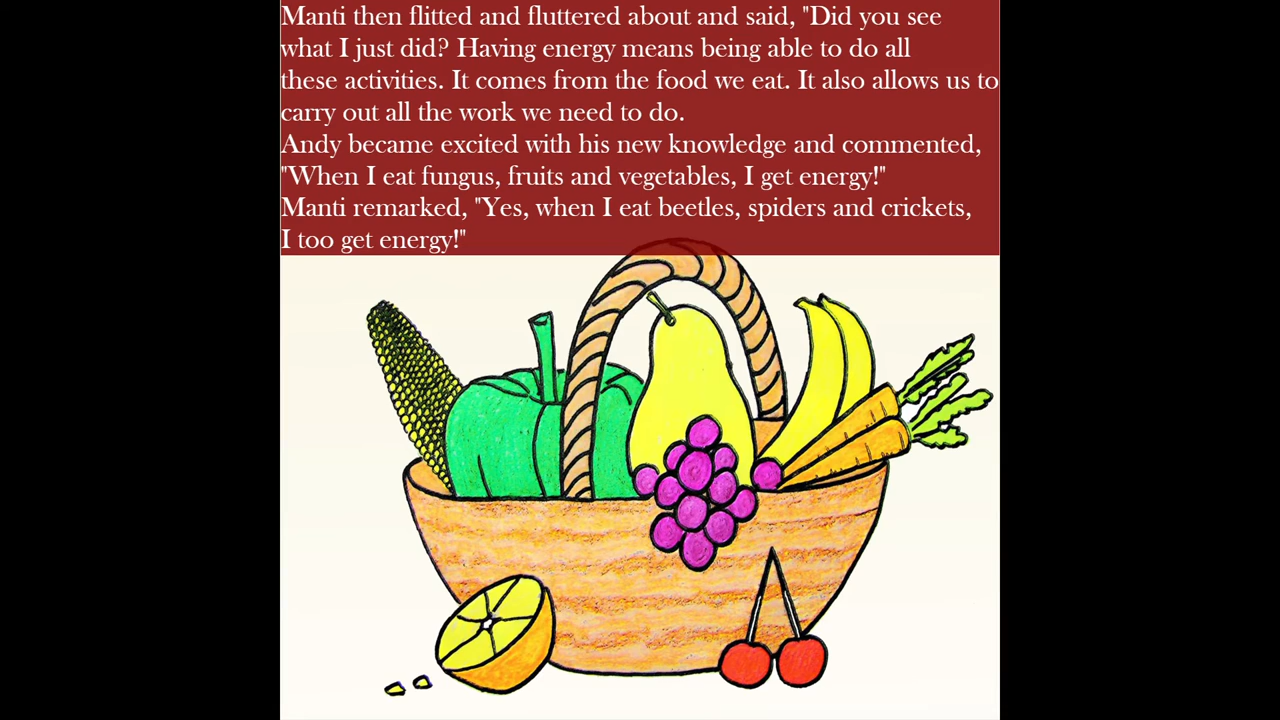 Manti then flitted and fluttered about and said, "Did you see
what I just did? Having energy means being able to do all
these activities. It comes from the food we eat. It also allows us to
carry out all the work we need to do.
Andy became excited with his new knowledge and commented,
"When I eat fungus, fruits and vegetables, I get energy!"
Manti remarked, "Yes, when I eat beetles, spiders and crickets,
I too get energy!"